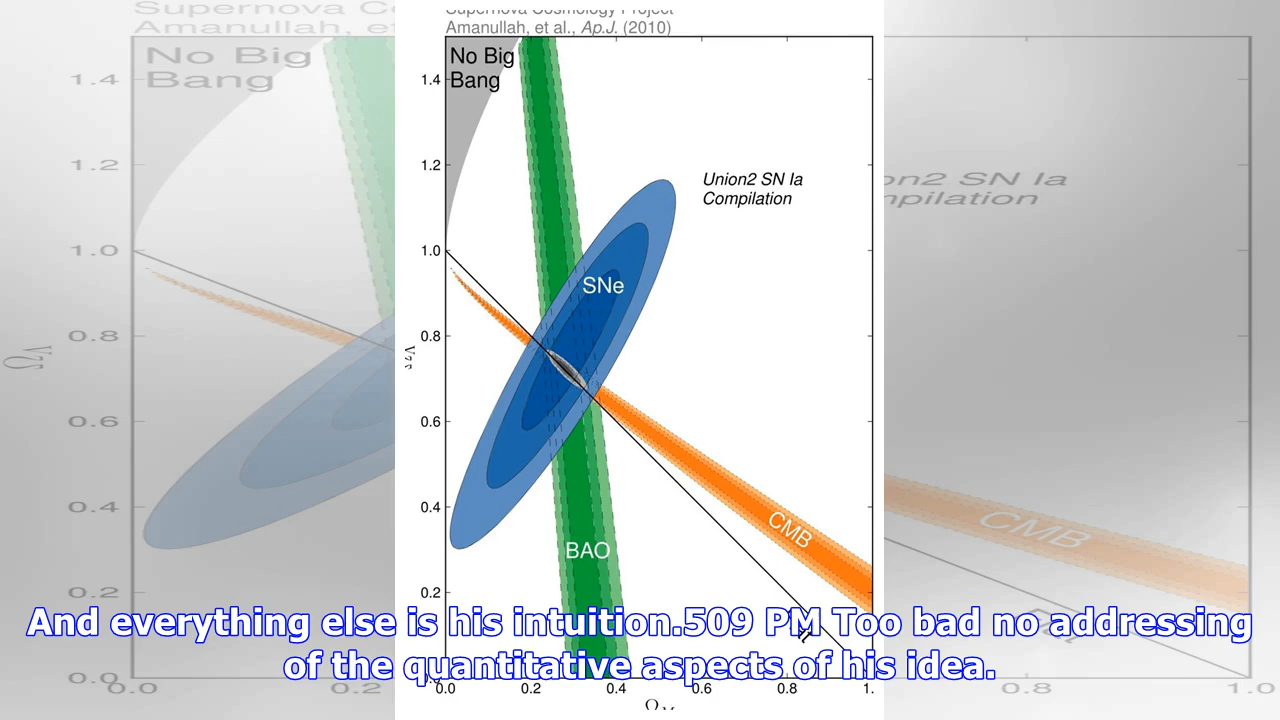 Supernova Cosmology Project
Amanullah, et al., Ap.J. (2010)
No Big
Bang
Union2 SN Ia
Compilation
SNe
BAO
CMB
1.4
1.2
1.0
0.8
0.6
0.4
0.2
0.0 0.2 0.4 0.6 0.8 1.
And everything else is his intuition.509 PM Too bad no addressing
of the quantitative aspects of his idea.